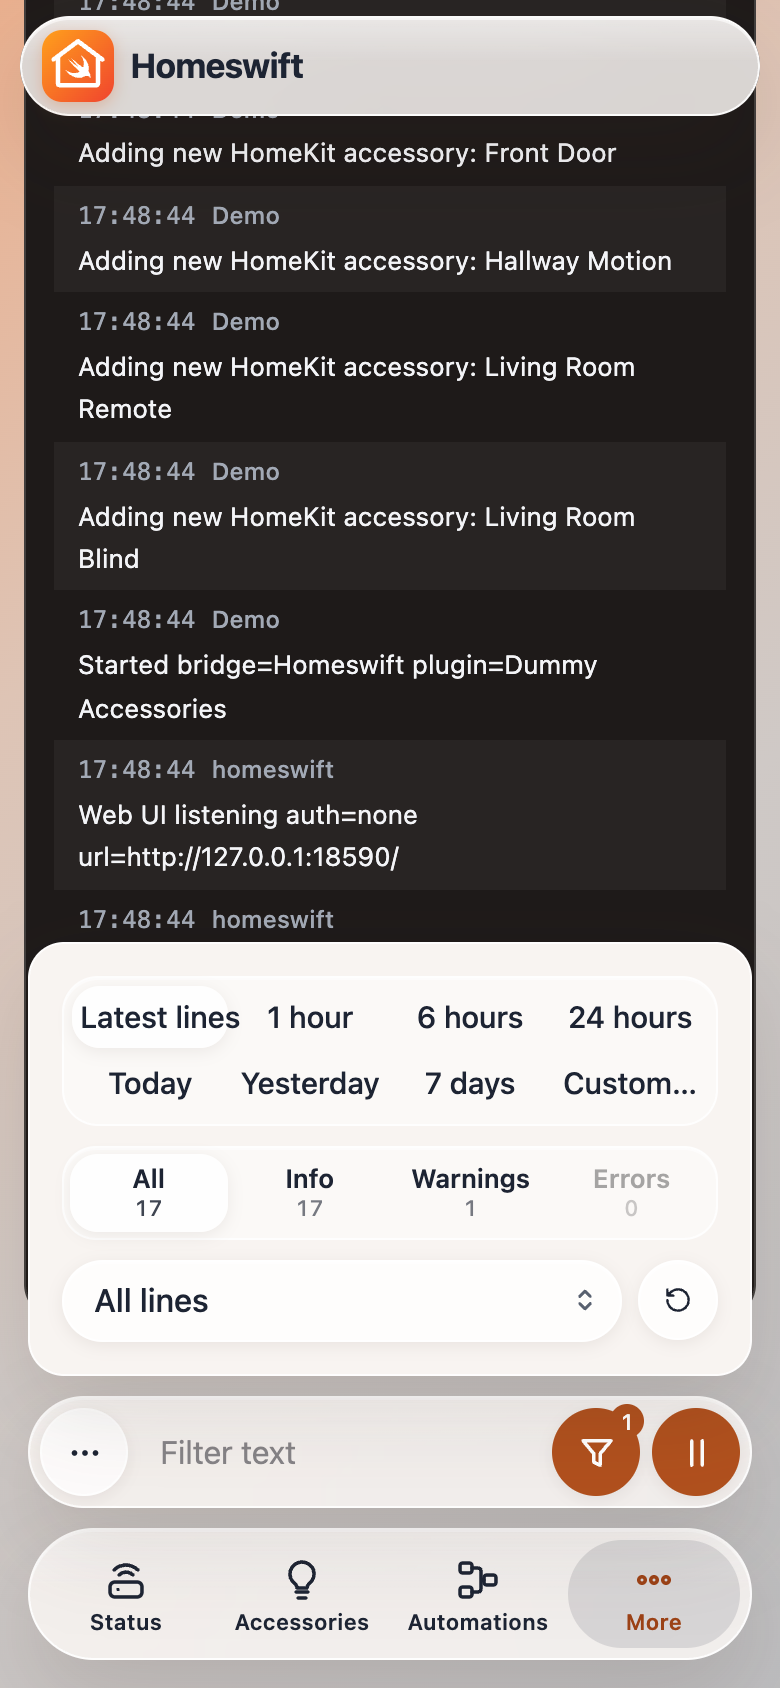 17:48:44 Demo
Homeswift
Adding new HomeKit accessory: Front Door
17:48:44 Demo
Adding new HomeKit accessory: Hallway Motion
17:48:44 Demo
Adding new HomeKit accessory: Living Room
Remote
17:48:44 Demo
Adding new HomeKit accessory: Living Room
Blind
17:48:44 Demo
Started bridge=Homeswift plugin=Dummy
Accessories
17:48:44 homeswift
Web UI listening auth=none
url=http://127.0.0.1:18590/
17:48:44 homeswift
Latest lines 1 hour 6 hours 24 hours
Today Yesterday 7 days Custom...
All Info Warnings Errors
17 17 1 0
All lines
Filter text 1
Status Accessories Automations More